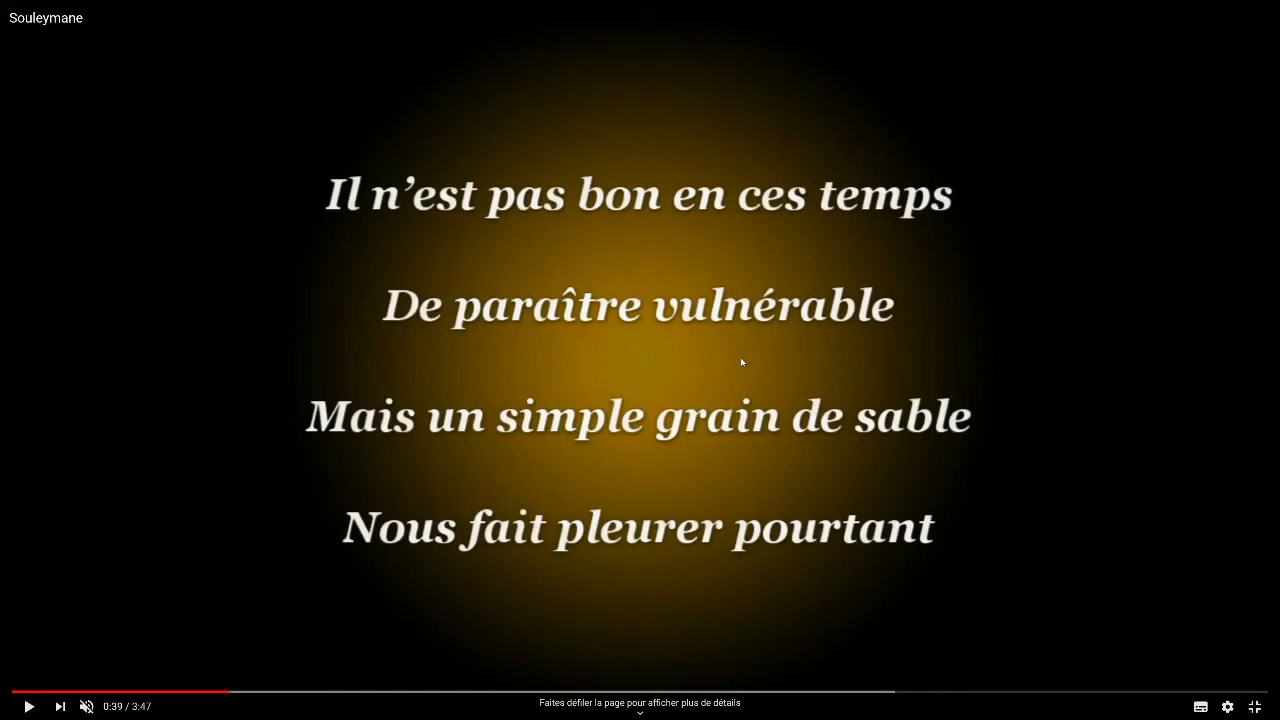 Souleymane
Il n’est pas bon en ces temps
De paraître vulnérable
Mais un simple grain de sable
Nous fait pleurer pourtant
0:39 / 3:47
Faites défiler la page pour afficher plus de détails